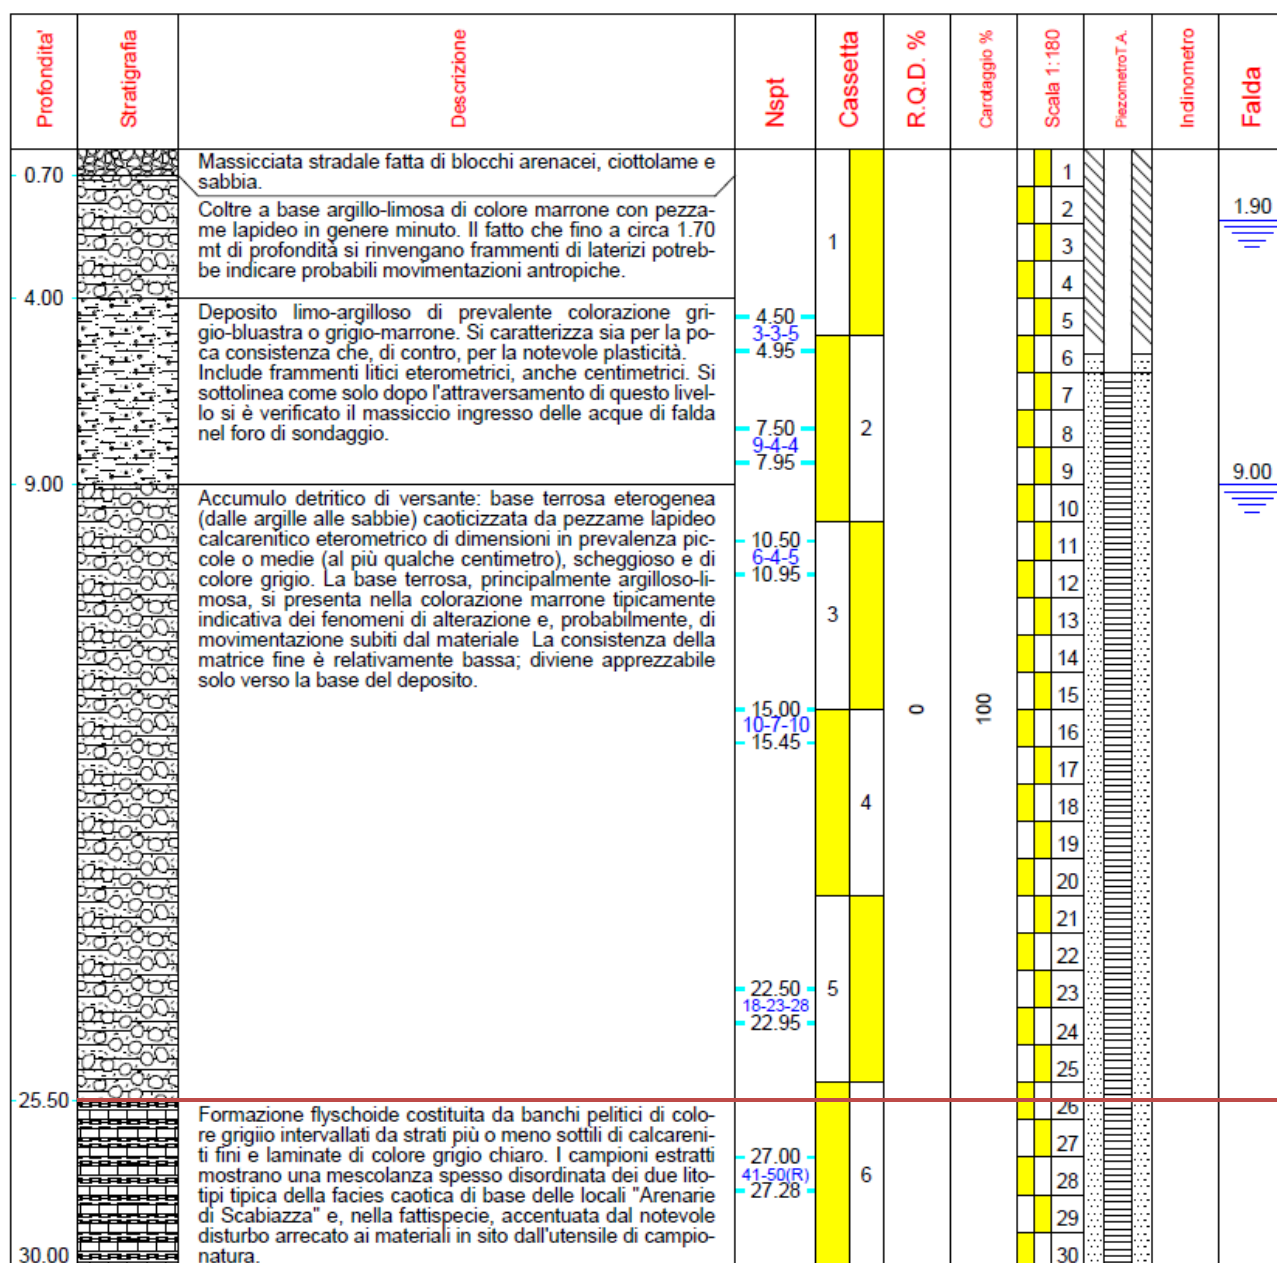 Profondita'
Stratigrafia
Descrizione
Nspt
Cassetta
R.Q.D. %
Carotaggio %
Scala 1:180
PiezometroT.A.
Indinometro
Falda
0.70
Massicciata stradale fatta di blocchi arenacei, ciottolame e
sabbia.
Coltre a base argillo-limosa di colore marrone con pezza-
me lapideo in genere minuto. Il fatto che fino a circa 1.70
mt di profondità si rinvengano frammenti di laterizi potreb-
be indicare probabili movimentazioni antropiche.
4.00
Deposito limo-argilloso di prevalente colorazione gri-
gio-bluastra o grigio-marrone. Si caratterizza sia per la po-
ca consistenza che, di contro, per la notevole plasticità.
Include frammenti litici eterometrici, anche centimetrici. Si
sottolinea come solo dopo l'attraversamento di questo livel-
lo si è verificato il massiccio ingresso delle acque di falda
nel foro di sondaggio.
9.00
Accumulo detritico di versante: base terrosa eterogenea
(dalle argille alle sabbie) caoticizzata da pezzame lapideo
calcarenitico eterometrico di dimensioni in prevalenza pic-
cole o medie (al più qualche centimetro), scheggioso e di
colore grigio. La base terrosa, principalmente argilloso-li-
mosa, si presenta nella colorazione marrone tipicamente
indicativa dei fenomeni di alterazione e, probabilmente, di
movimentazione subiti dal materiale La consistenza della
matrice fine è relativamente bassa; diviene apprezzabile
solo verso la base del deposito.
25.50
Formazione flyschoide costituita da banchi pelitici di colo-
re grigiio intervallati da strati più o meno sottili di calcareni-
ti fini e laminate di colore grigio chiaro. I campioni estratti
mostrano una mescolanza spesso disordinata dei due lito-
tipi tipica della facies caotica di base delle locali "Arenarie
di Scabiazza" e, nella fattispecie, accentuata dal notevole
disturbo arrecato ai materiali in sito dall'utensile di campio-
natura.
30.00
4.50
3-3-5
4.95
7.50
9-4-4
7.95
10.50
6-4-5
10.95
15.00
10-7-10
15.45
22.50
18-23-28
22.95
27.00
41-50(R)
27.28
1
2
3
4
5
6
0
100
1
2
3
4
5
6
7
8
9
10
11
12
13
14
15
16
17
18
19
20
21
22
23
24
25
26
27
28
29
30
1.90
9.00